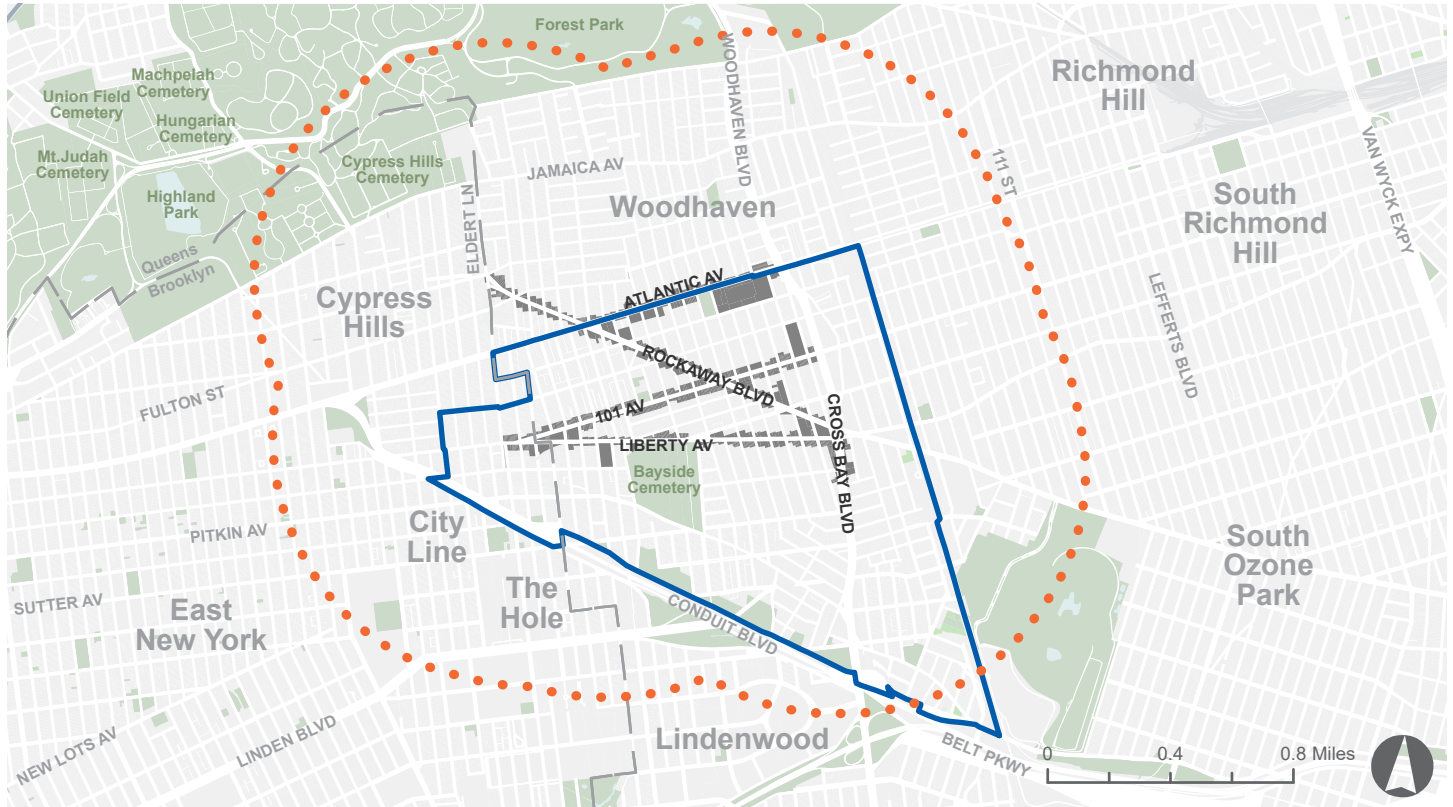 Forest Park
WOODHAVEN BLVD
Richmond
Hill
Machpelah
Cemetery
Union Field
Cemetery
Hungarian
Cemetery
Mt.Judah
Cemetery
Cypress Hills
Cemetery
Highland
Park
JAMAICA AV
ELDERT LN
Woodhaven
111 ST
VAN WYCK EXPY
South
Richmond
Hill
Queens
Brooklyn
Cypress
Hills
ATLANTIC AV
LEFFERTS BLVD
ROCKAWAY BLVD
FULTON ST
101 AV
LIBERTY AV
CROSS BAY BLVD
Bayside
Cemetery
City
Line
PITKIN AV
South
Ozone
Park
The
Hole
SUTTER AV
East
New York
CONDUIT BLVD
Lindenwood
LINDEN BLVD
NEW LOTS AV
BELT PKWY
0 0.4 0.8 Miles